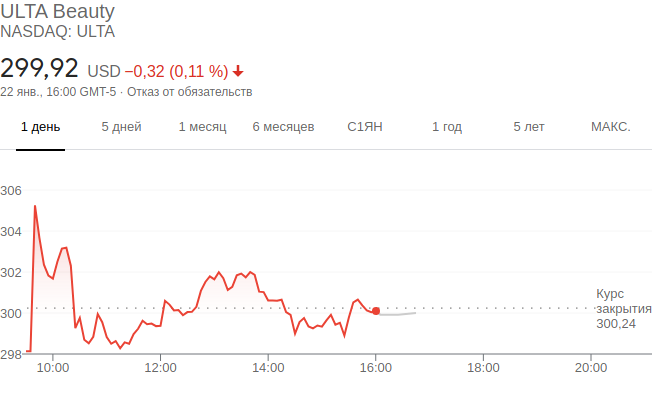 ULTA Beauty
NASDAQ: ULTA
299,92 USD −0,32 (0,11 %)
22 янв., 16:00 GMT-5 · Отказ от обязательств
1 день 5 дней 1 месяц 6 месяцев С1ЯН 1 год 5 лет МАКС.
306
304
302
300
298
Курс
закрытия
300,24
10:00 12:00 14:00 16:00 18:00 20:00